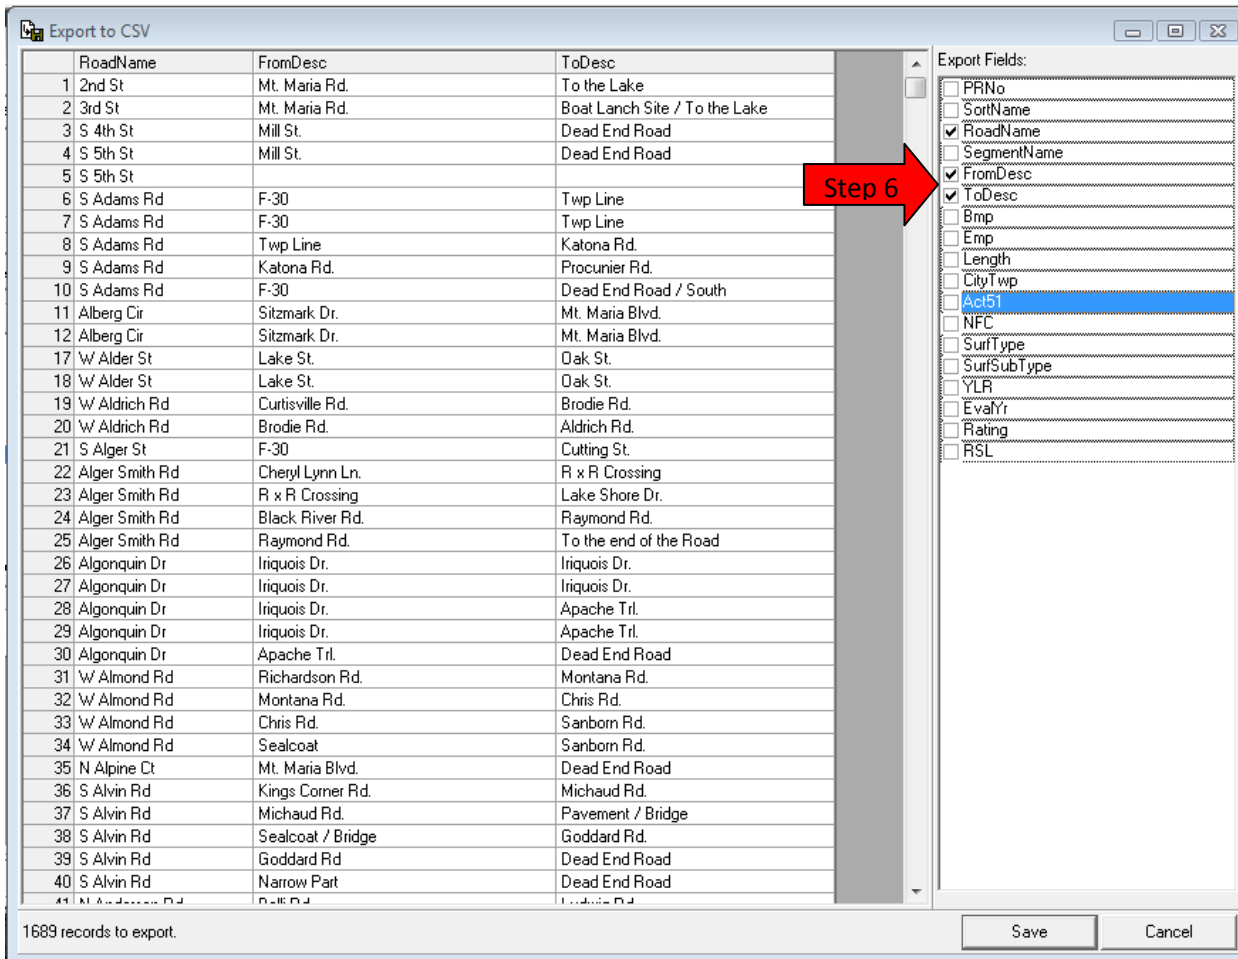 Export to CSV
RoadName FromDesc ToDesc
1 2nd St Mt. Maria Rd. To the Lake
2 3rd St Mt. Maria Rd. Boat Lanch Site / To the Lake
3 S 4th St Mill St. Dead End Road
4 S 5th St Mill St. Dead End Road
5 S 5th St
6 S Adams Rd F-30 Twp Line
7 S Adams Rd F-30 Twp Line
8 S Adams Rd Twp Line Katona Rd.
9 S Adams Rd Katona Rd. Procunier Rd.
10 S Adams Rd F-30 Dead End Road / South
11 Alberg Cir Sitzmark Dr. Mt. Maria Blvd.
12 Alberg Cir Sitzmark Dr. Mt. Maria Blvd.
17 W Alder St Lake St. Oak St.
18 W Alder St Lake St. Oak St.
19 W Aldrich Rd Curtisville Rd. Brodie Rd.
20 W Aldrich Rd Brodie Rd. Aldrich Rd.
21 S Alger St F-30 Cutting St.
22 Alger Smith Rd Cheryl Lynn Ln. R x R Crossing
23 Alger Smith Rd R x R Crossing Lake Shore Dr.
24 Alger Smith Rd Black River Rd. Raymond Rd.
25 Alger Smith Rd Raymond Rd. To the end of the Road
26 Algonquin Dr Iriquois Dr. Iriquois Dr.
27 Algonquin Dr Iriquois Dr. Iriquois Dr.
28 Algonquin Dr Iriquois Dr. Apache Trl.
29 Algonquin Dr Iriquois Dr. Apache Trl.
30 Algonquin Dr Apache Trl. Dead End Road
31 W Almond Rd Richardson Rd. Montana Rd.
32 W Almond Rd Montana Rd. Chris Rd.
33 W Almond Rd Chris Rd. Sanborn Rd.
34 W Almond Rd Sealcoat Sanborn Rd.
35 N Alpine Ct Mt. Maria Blvd. Dead End Road
36 S Alvin Rd Kings Corner Rd. Michaud Rd.
37 S Alvin Rd Michaud Rd. Pavement / Bridge
38 S Alvin Rd Sealcoat / Bridge Goddard Rd.
39 S Alvin Rd Goddard Rd Dead End Road
40 S Alvin Rd Narrow Part Dead End Road
Step 6
Export Fields:
PRNo
SortName
RoadName
SegmentName
FromDesc
ToDesc
Bmp
Emp
Length
CityTwp
Act51
NFC
SurfType
SurfSubType
YLR
EvalYr
Rating
RSL
1689 records to export.
Save Cancel